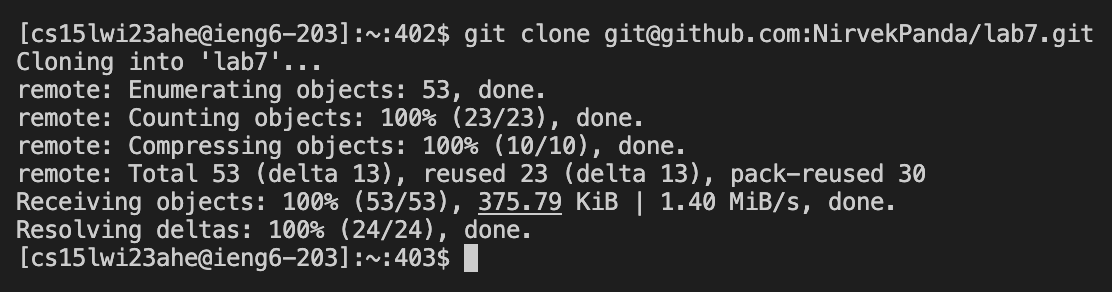 [cs15lwi23ahe@ieng6-203]:~:402$ git clone git@github.com:NirvekPanda/lab7.git
Cloning into 'lab7'...
remote: Enumerating objects: 53, done.
remote: Counting objects: 100% (23/23), done.
remote: Compressing objects: 100% (10/10), done.
remote: Total 53 (delta 13), reused 23 (delta 13), pack-reused 30
Receiving objects: 100% (53/53), 375.79 KiB | 1.40 MiB/s, done.
Resolving deltas: 100% (24/24), done.
[cs15lwi23ahe@ieng6-203]:~:403$